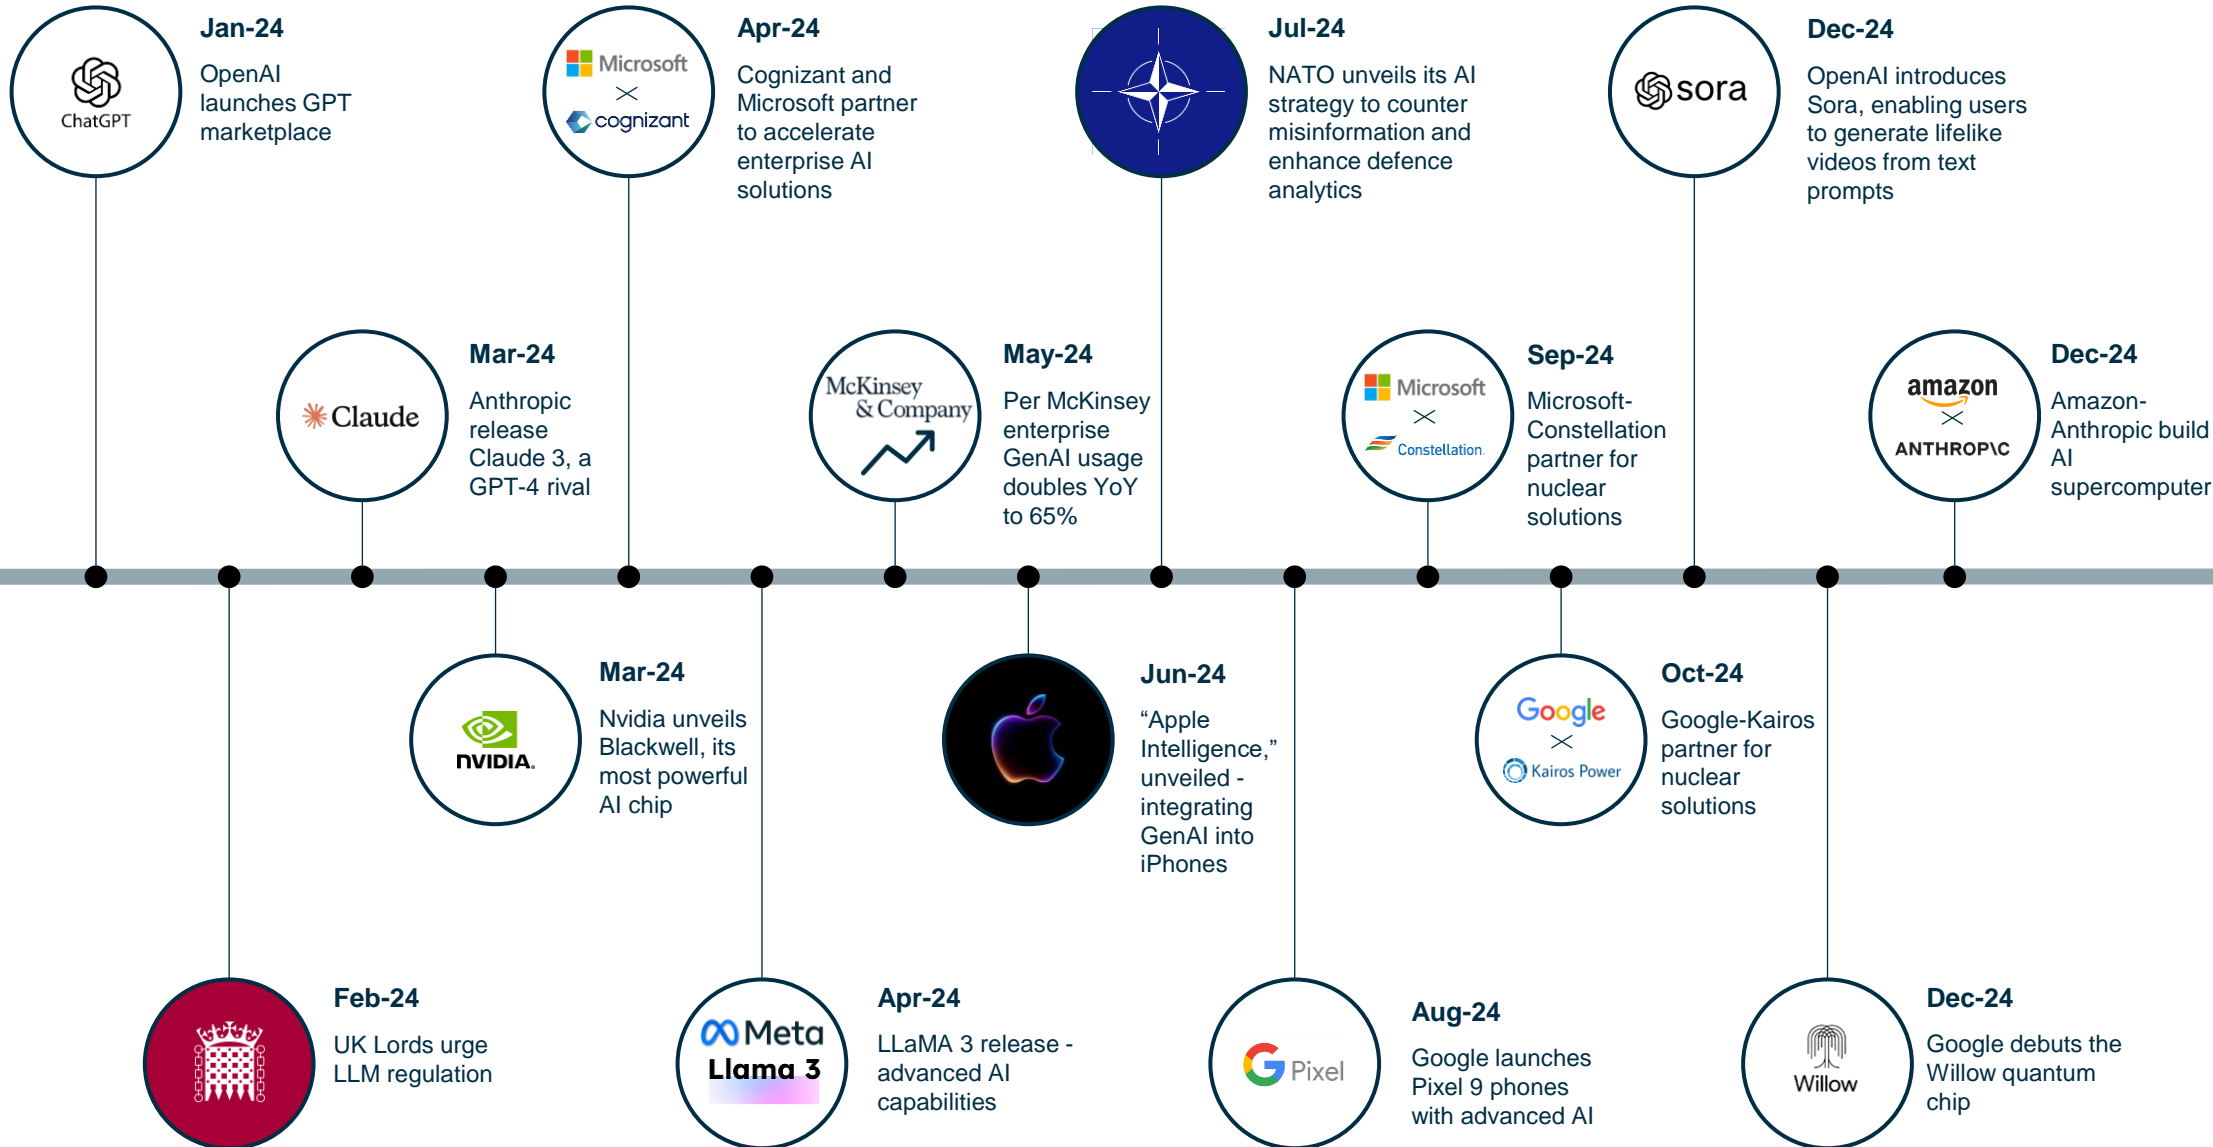 Jan-24
OpenAI
launches GPT
marketplace
ChatGPT
Feb-24
UK Lords urge
LLM regulation
Mar-24
Anthropic
release
Claude 3, a
GPT-4 rival
Claude
Mar-24
Nvidia unveils
Blackwell, its
most powerful
AI chip
NVIDIA.
Apr-24
Cognizant and
Microsoft partner
to accelerate
enterprise AI
solutions
Microsoft
cognizant
Apr-24
LLaMA 3 release -
advanced AI
capabilities
Meta
Llama 3
May-24
Per McKinsey
enterprise
GenAI usage
doubles YoY
to 65%
McKinsey
& Company
Jun-24
“Apple
Intelligence,”
unveiled -
integrating
GenAI into
iPhones
Jul-24
NATO unveils its AI
strategy to counter
misinformation and
enhance defence
analytics
Aug-24
Google launches
Pixel 9 phones
with advanced AI
G Pixel
Sep-24
Microsoft-
Constellation
partner for
nuclear
solutions
Microsoft
Constellation.
Oct-24
Google-Kairos
partner for
nuclear
solutions
Google
Kairos Power
Dec-24
OpenAI introduces
Sora, enabling users
to generate lifelike
videos from text
prompts
sora
Dec-24
Google debuts the
Willow quantum
chip
Willow
Dec-24
Amazon-
Anthropic build
AI
supercomputer
amazon
ANTHROP\C